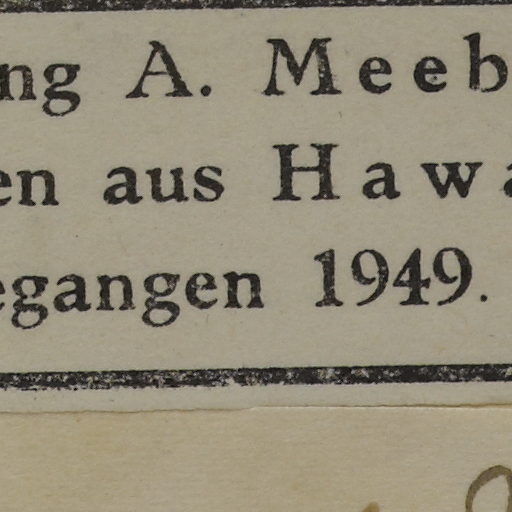 ng A. Meeb
en aus Hawa
egangen 1949.